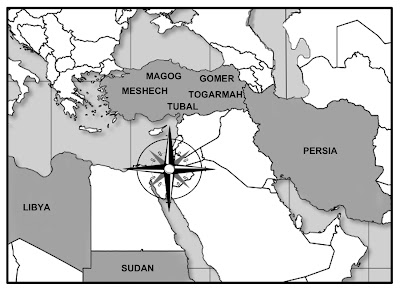 MAGOG
GOMER
MESHECH
TOGARMAH
TUBAL
PERSIA
LIBYA
SUDAN